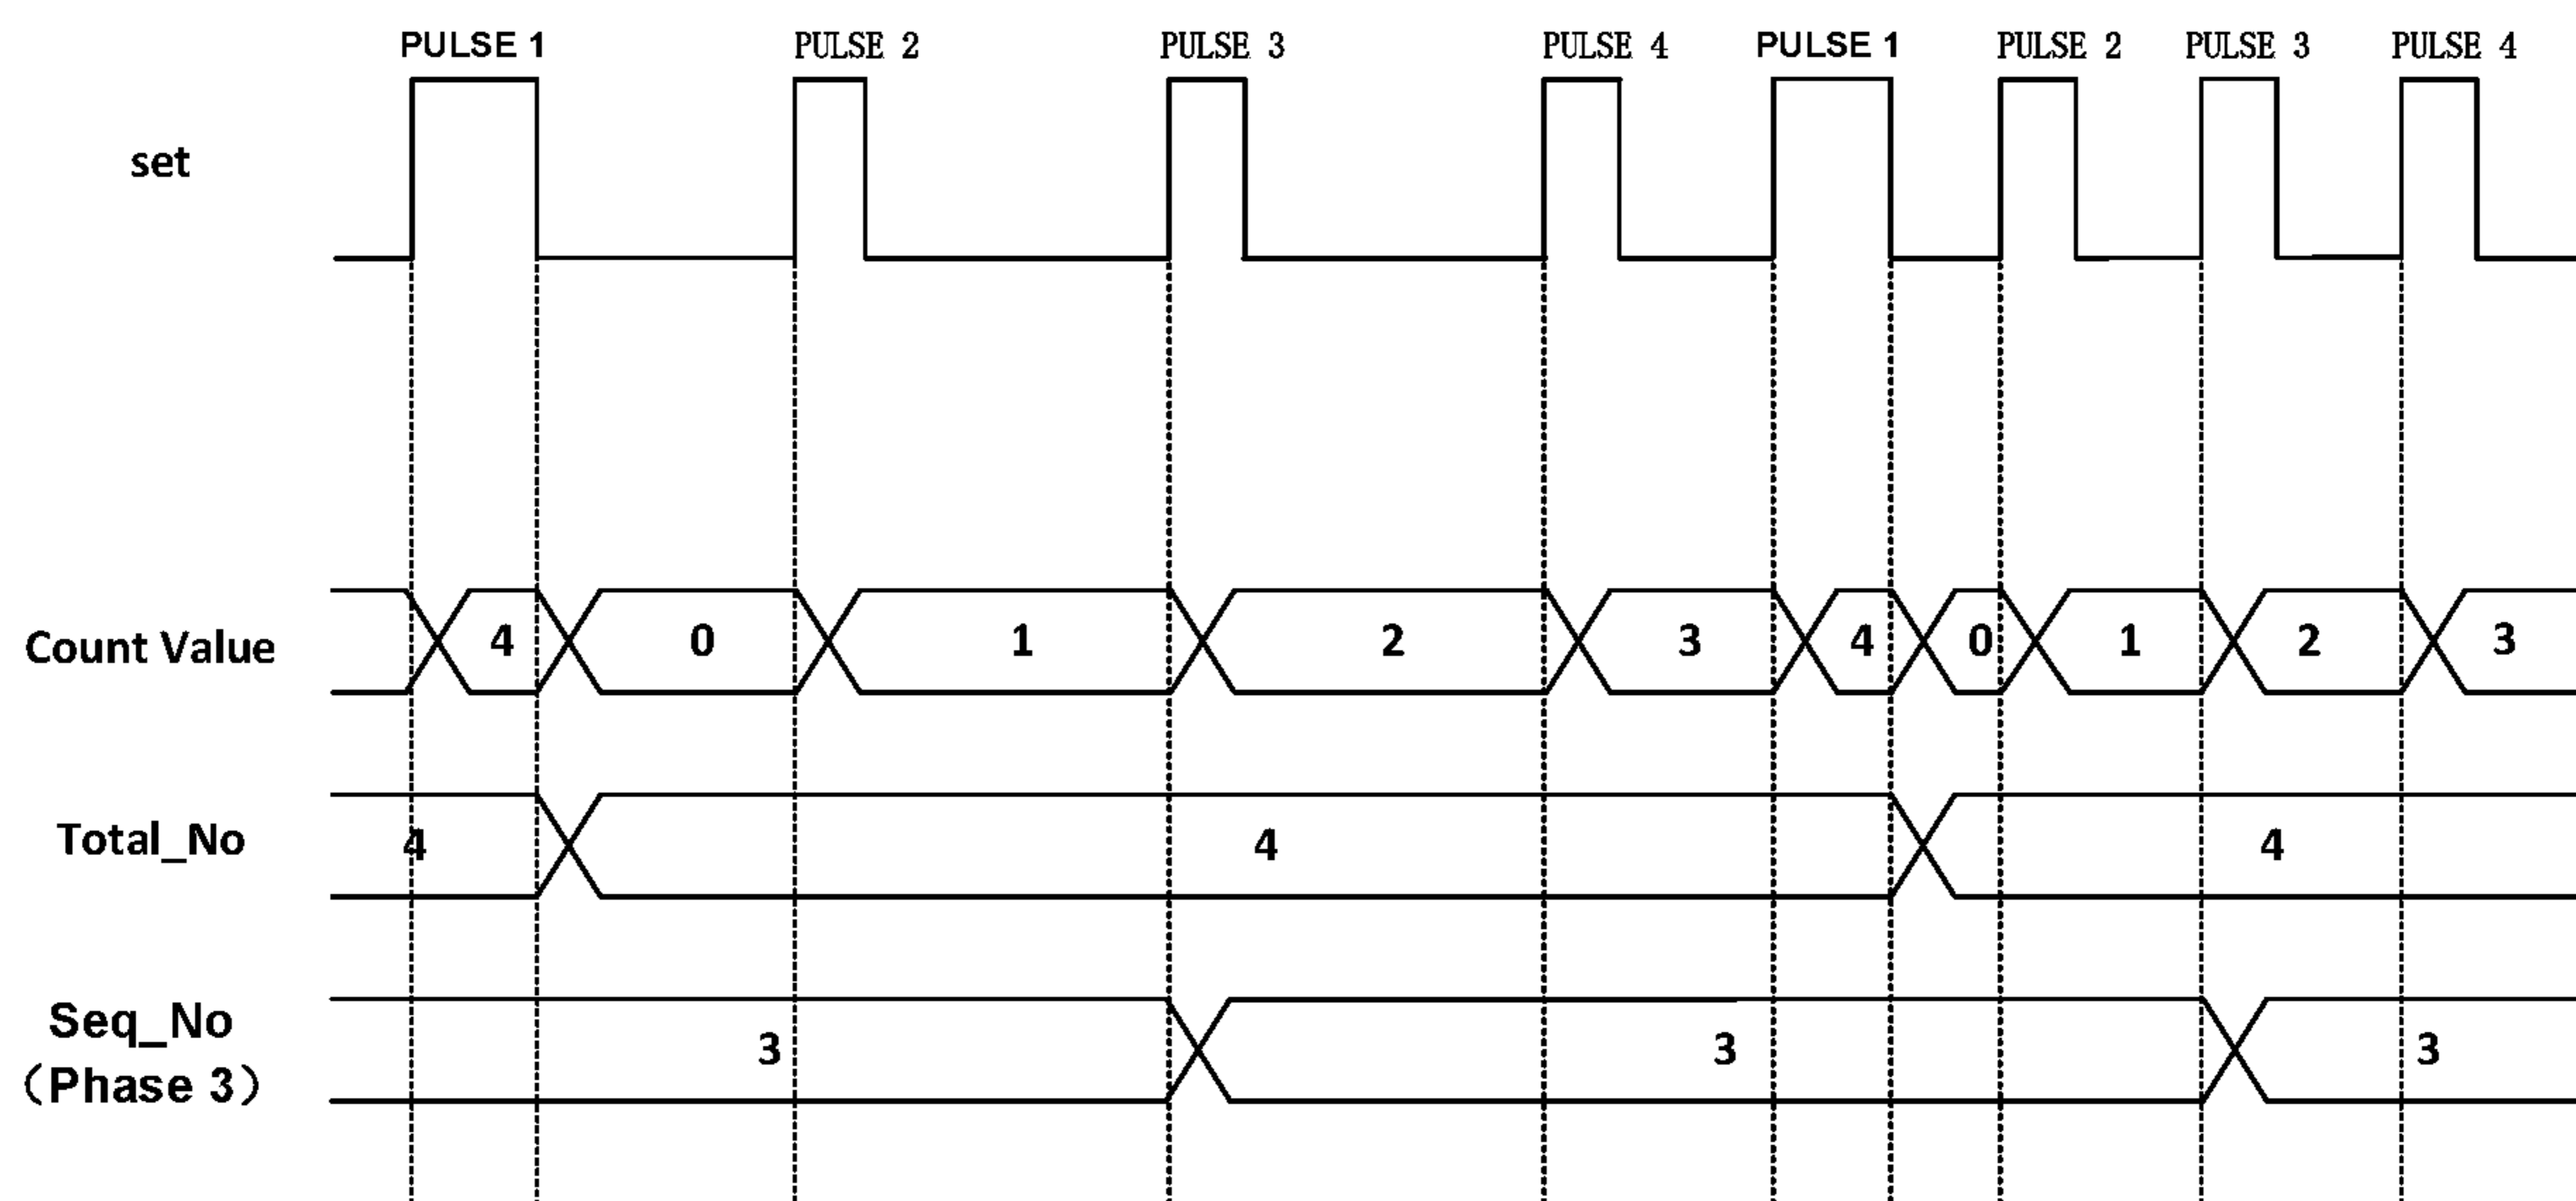 PULSE 1 PULSE 2 PULSE 3 PULSE 4 PULSE 1 PULSE 2 PULSE 3 PULSE 4
set
Count Value 4 0 1 2 3 4 0 1 2 3
Total_No 4 4 4
Seq_No
（Phase 3） 3 3 3